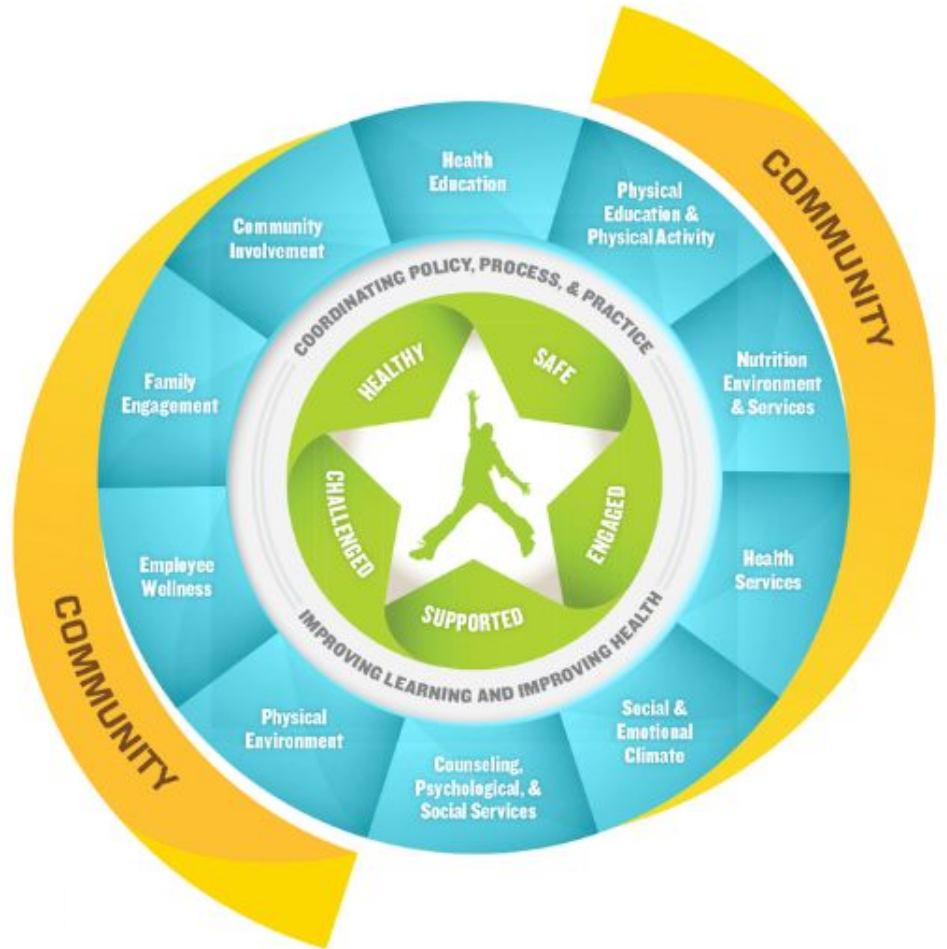 COMMUNITY
Health
Education
Physical
Education &
Physical Activity
Nutrition
Environment
& Services
Health
Services
Social &
Emotional
Climate
Counseling,
Psychological, &
Social Services
Physical
Environment
Employee
Wellness
Family
Engagement
Community
Involvement
COORDINATING POLICY, PROCESS, & PRACTICE
IMPROVING LEARNING AND IMPROVING HEALTH
HEALTHY
SAFE
ENGAGED
SUPPORTED
CHALLENGED
COMMUNITY